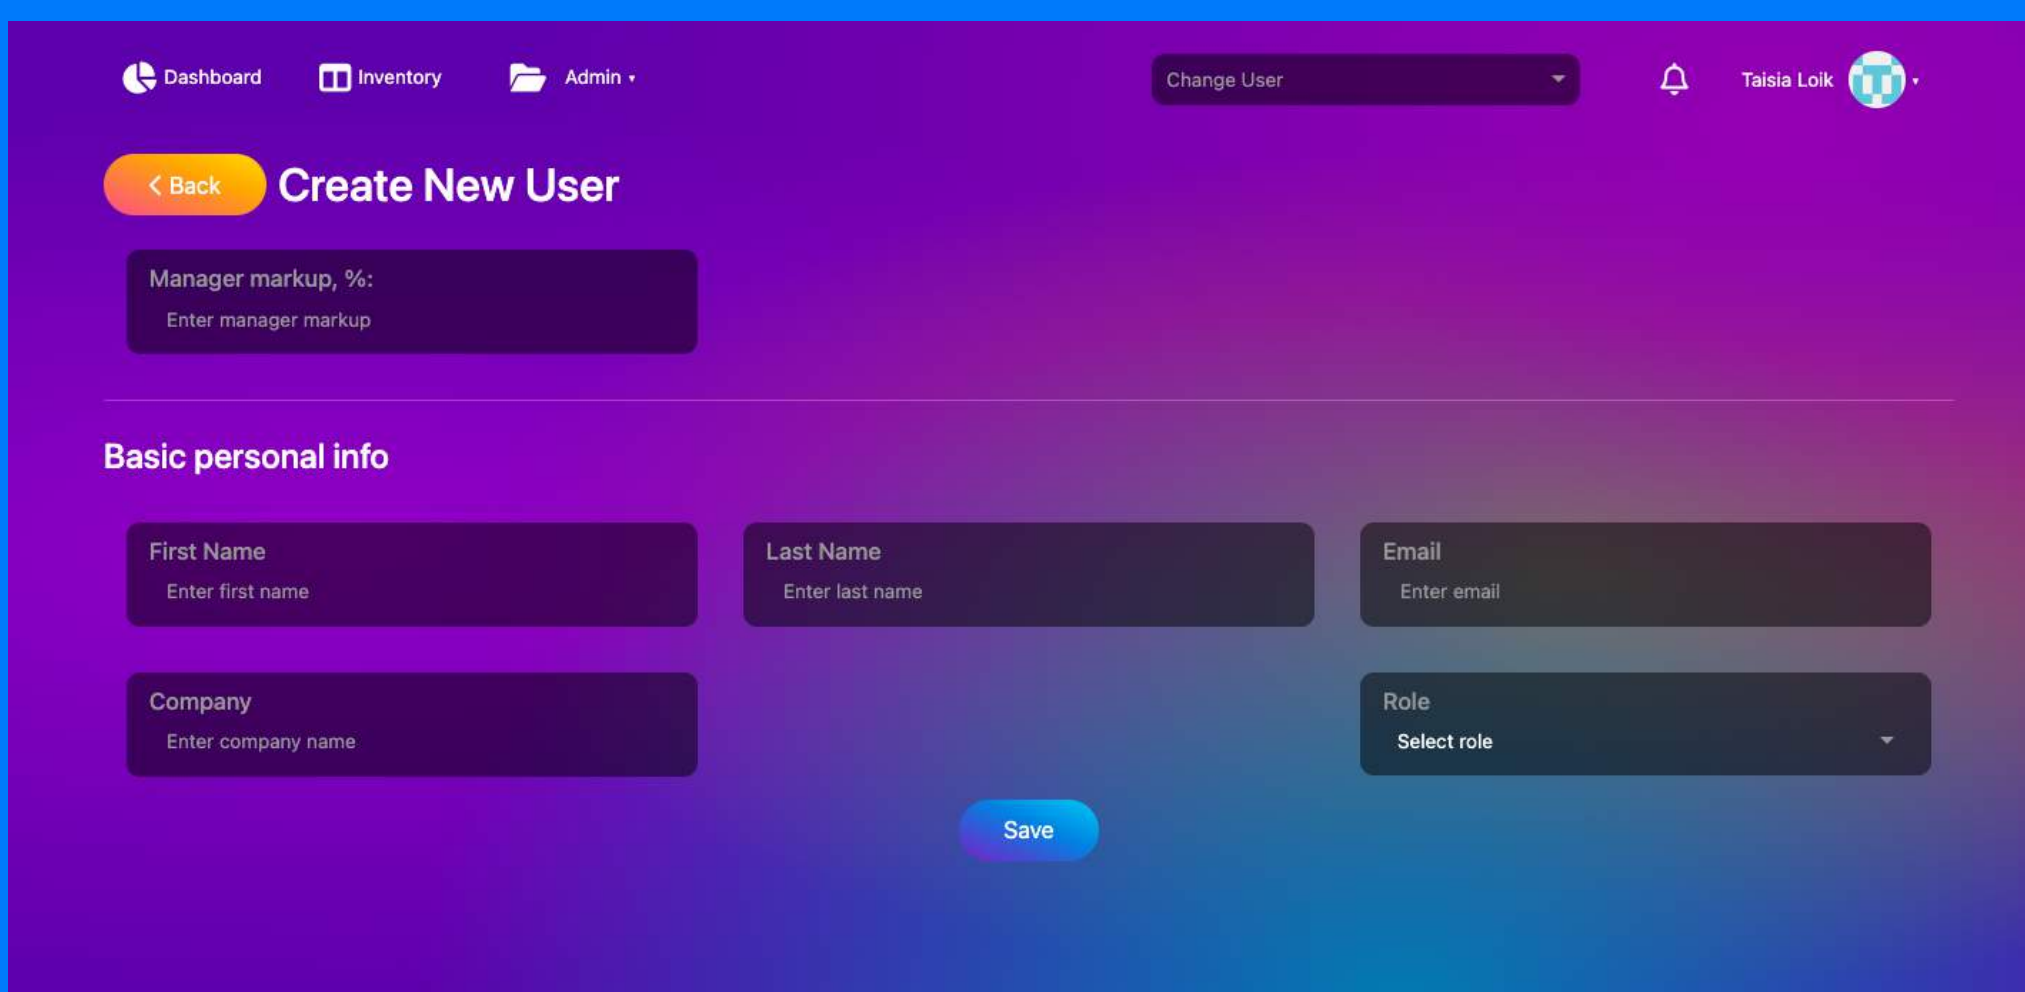 Dashboard
Inventory
Admin
Change User
Taisia Loik
Back
Create New User
Manager markup, %:
Enter manager markup
Basic personal info
First Name
Enter first name
Last Name
Enter last name
Email
Enter email
Company
Enter company name
Role
Select role
Save